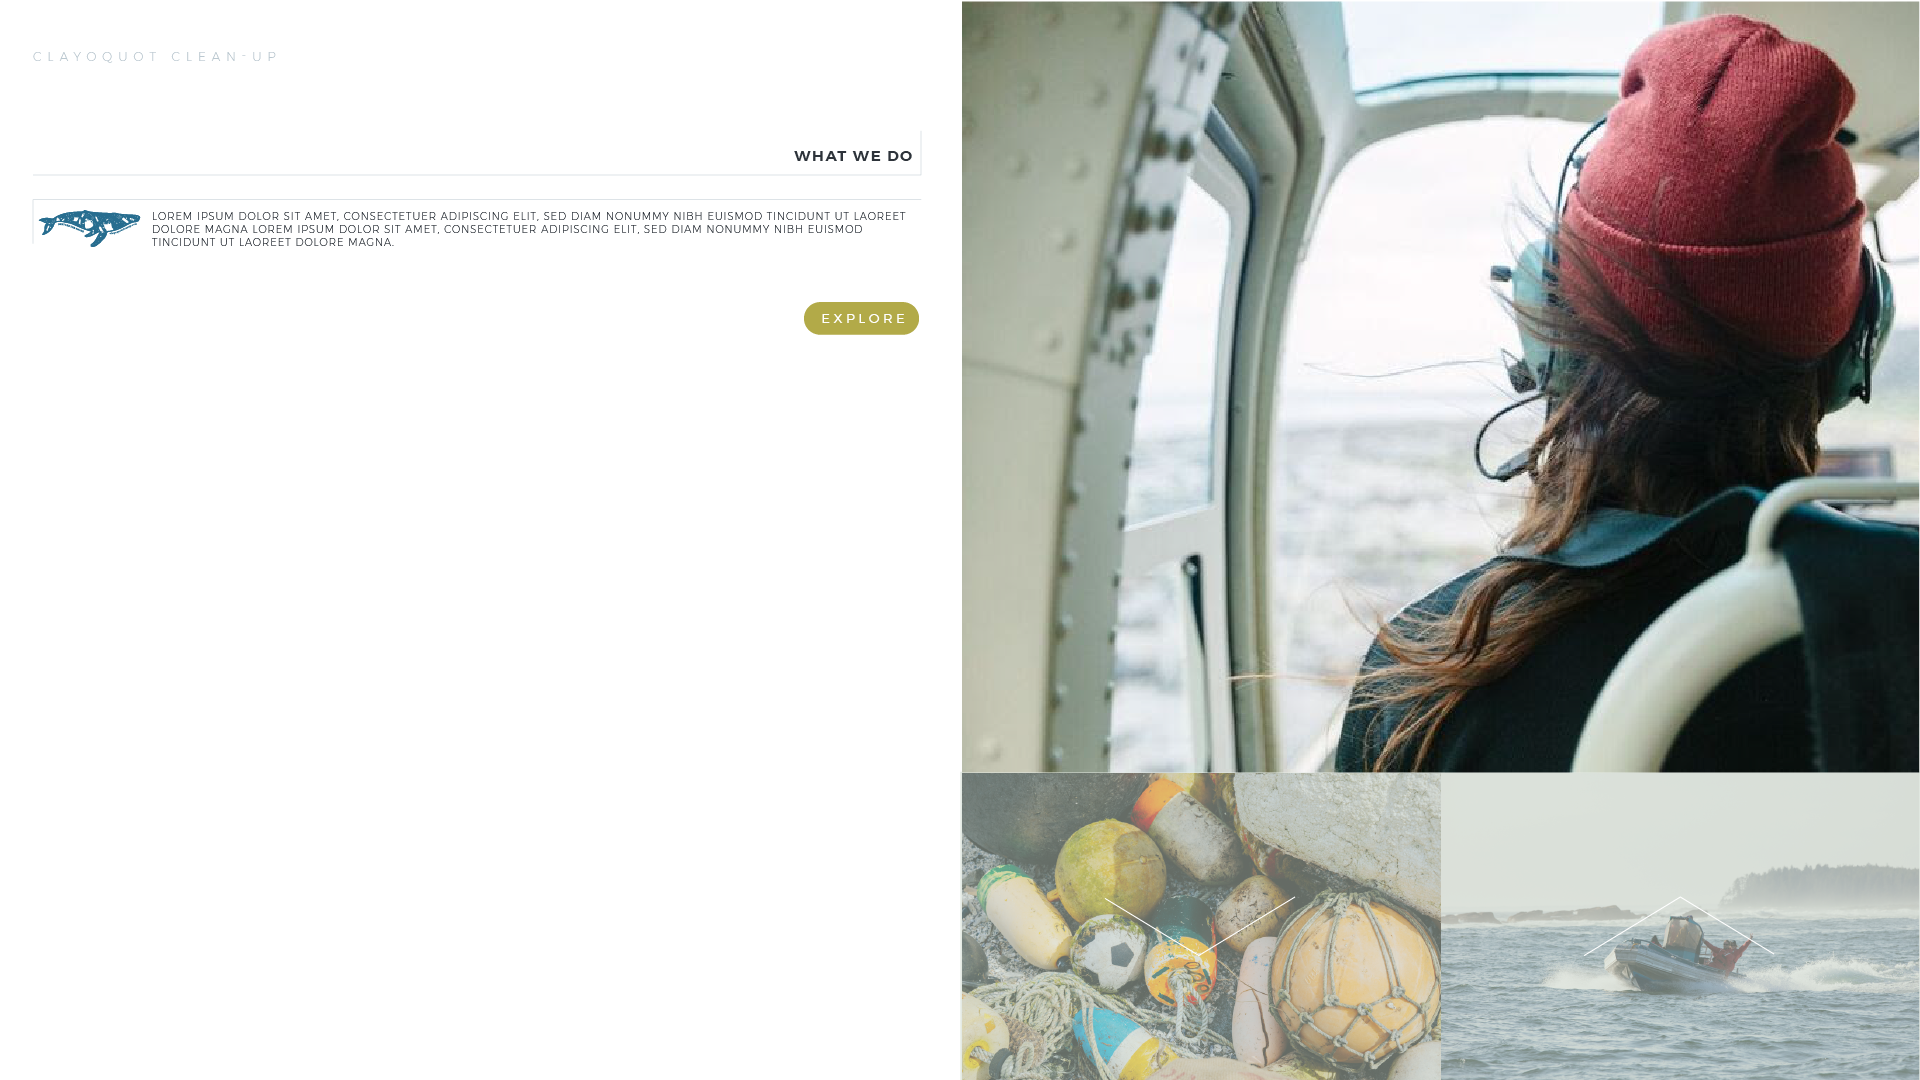 CLAYOQUOT CLEAN-UP
WHAT WE DO
LOREM IPSUM DOLOR SIT AMET, CONSECTETUER ADIPISCING ELIT, SED DIAM NONUMMY NIBH EUISMOD TINCIDUNT UT LAOREET
DOLORE MAGNA LOREM IPSUM DOLOR SIT AMET, CONSECTETUER ADIPISCING ELIT, SED DIAM NONUMMY NIBH EUISMOD
TINCIDUNT UT LAOREET DOLORE MAGNA.
EXPLORE